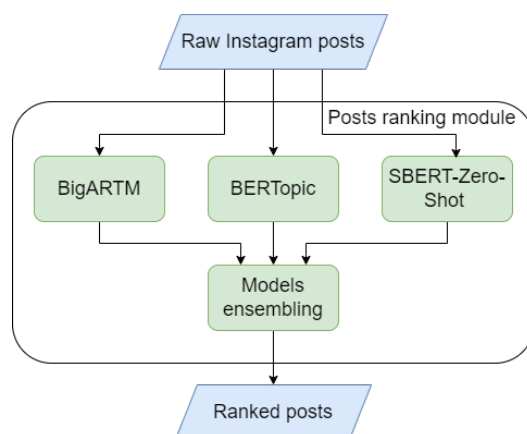 Raw Instagram posts
Posts ranking module
BigARTM
BERTopic
SBERT-Zero-
Shot
Models
ensembling
Ranked posts